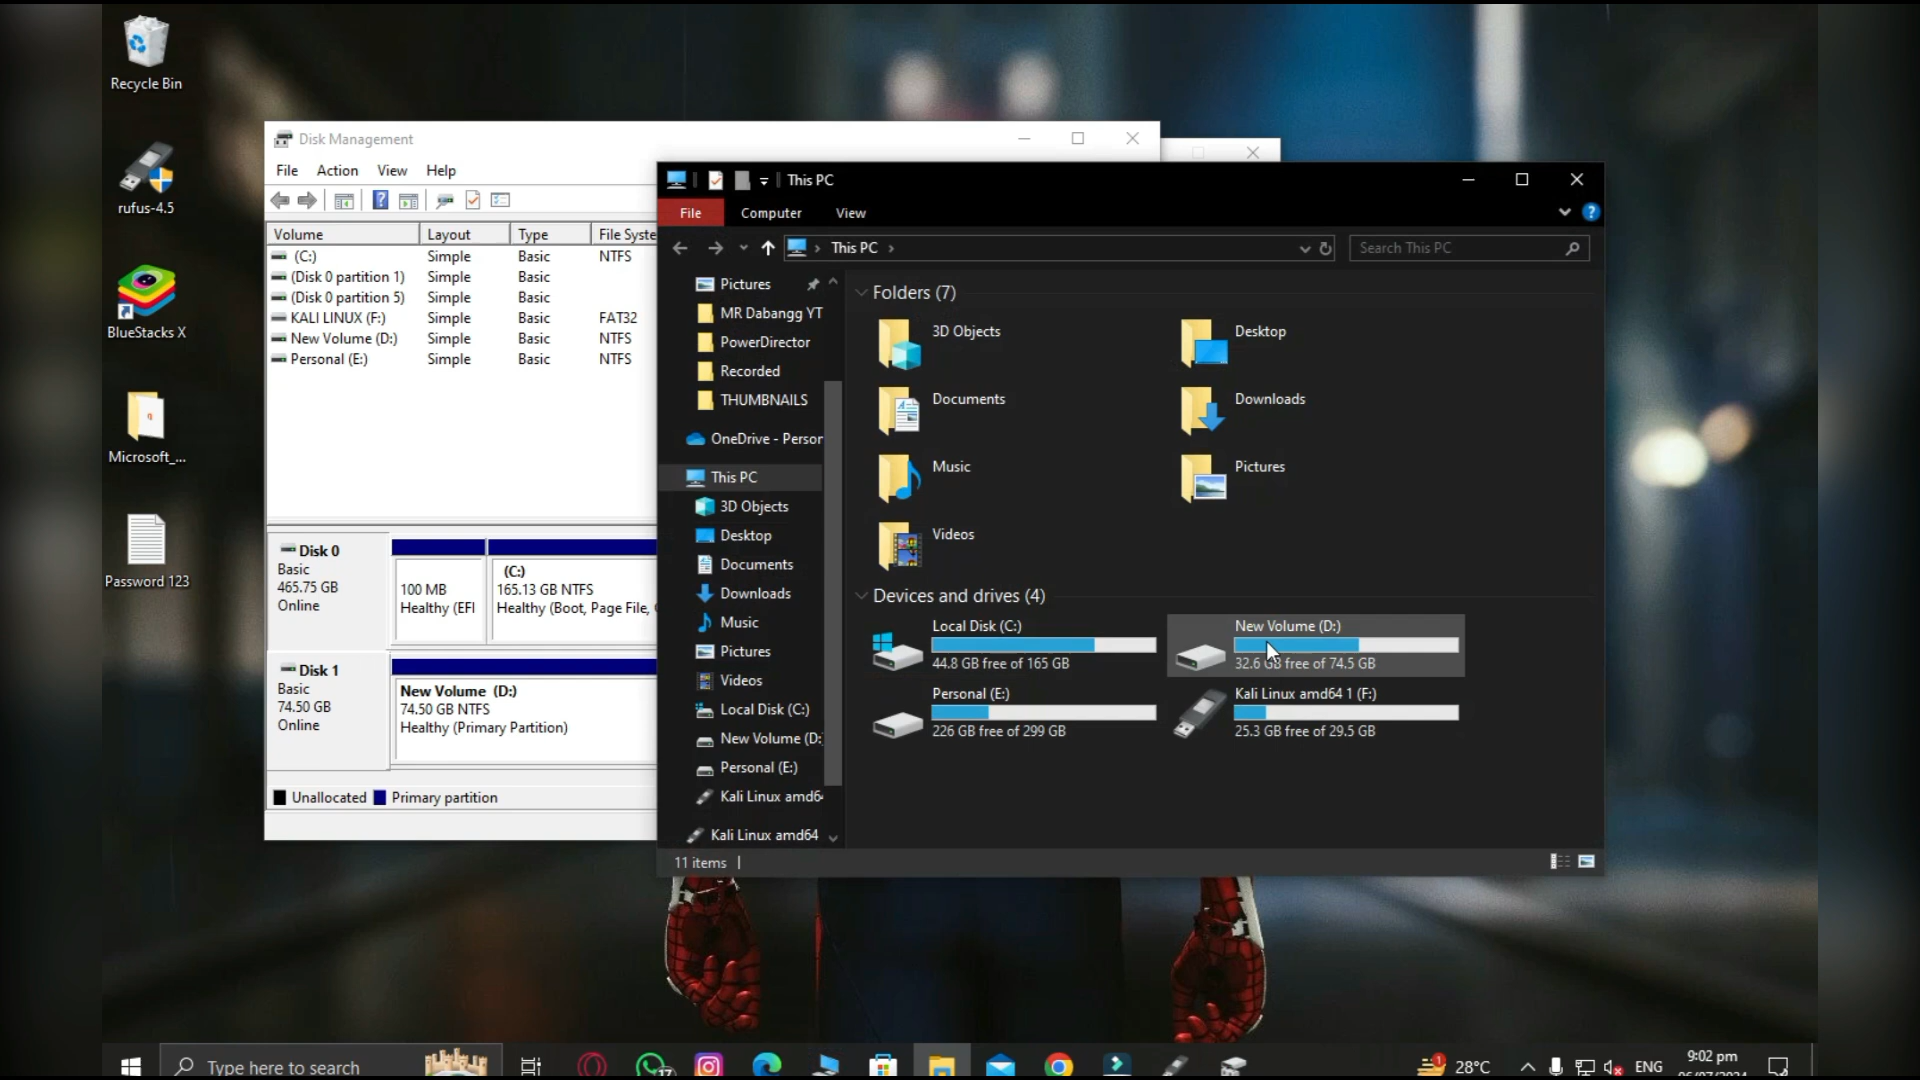 Recycle Bin
rufus-4.5
BlueStacks X
Microsoft_...
Password 123
Disk Management
File Action View Help
Volume Layout Type File Syste
(C:) Simple Basic NTFS
(Disk 0 partition 1) Simple Basic
(Disk 0 partition 5) Simple Basic
KALI LINUX (F:) Simple Basic FAT32
New Volume (D:) Simple Basic NTFS
Personal (E:) Simple Basic NTFS
Disk 0
Basic
465.75 GB
Online
100 MB
Healthy (EFI
(C:)
165.13 GB NTFS
Healthy (Boot, Page File,
Disk 1
Basic
74.50 GB
Online
New Volume (D:)
74.50 GB NTFS
Healthy (Primary Partition)
Unallocated Primary partition
This PC
File Computer View
This PC
Search This PC
Pictures
MR Dabangg YT
PowerDirector
Recorded
THUMBNAILS
OneDrive - Person
This PC
3D Objects
Desktop
Documents
Downloads
Music
Pictures
Videos
Local Disk (C:)
New Volume (D:
Personal (E:)
Kali Linux amd64
Kali Linux amd64
Folders (7)
3D Objects
Desktop
Documents
Downloads
Music
Pictures
Videos
Devices and drives (4)
Local Disk (C:)
44.8 GB free of 165 GB
New Volume (D:)
32.6 GB free of 74.5 GB
Personal (E:)
226 GB free of 299 GB
Kali Linux amd64 1 (F:)
25.3 GB free of 29.5 GB
11 items
Type here to search
17
1
28°C
ENG
9:02 pm
06/07/2024